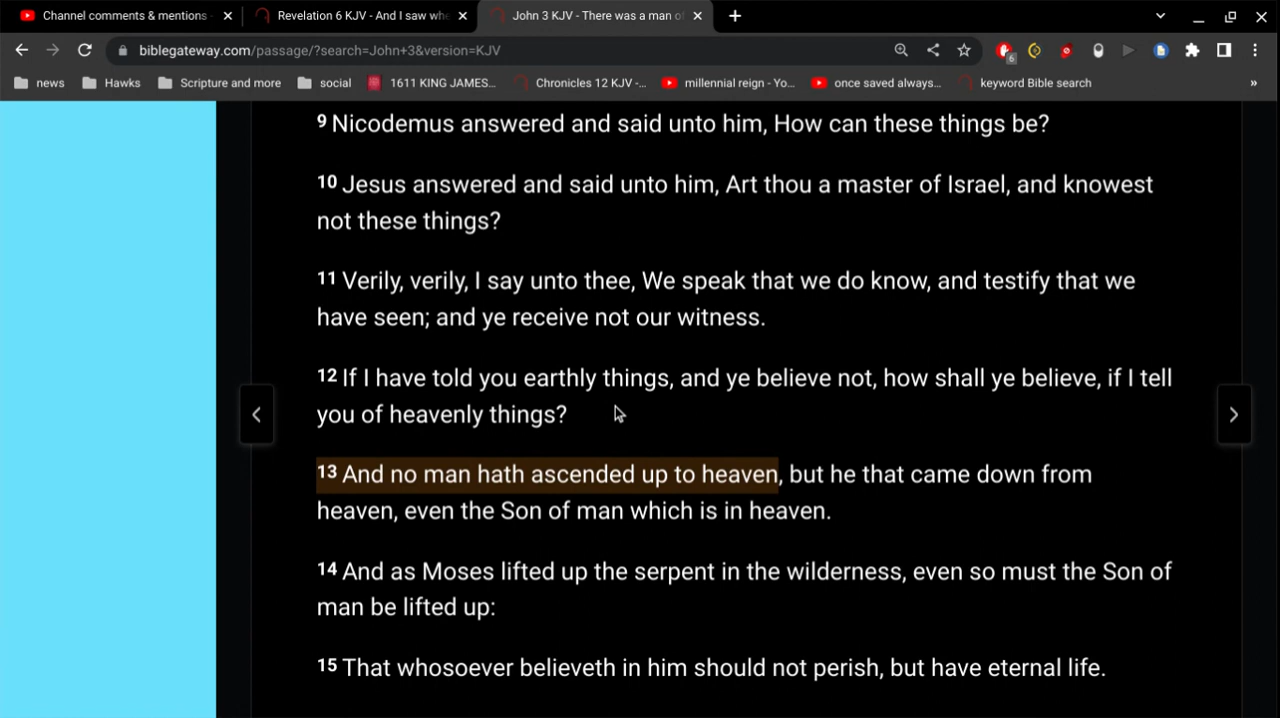 Channel comments & mentions -
Revelation 6 KJV - And I saw whe
John 3 KJV - There was a man of
biblegateway.com/passage/?search=John+3&version=KJV
6
news
Hawks
Scripture and more
social
1611 KING JAMES...
Chronicles 12 KJV -...
millennial reign - Yo...
once saved always...
keyword Bible search
»
9 Nicodemus answered and said unto him, How can these things be?
10 Jesus answered and said unto him, Art thou a master of Israel, and knowest
not these things?
11 Verily, verily, I say unto thee, We speak that we do know, and testify that we
have seen; and ye receive not our witness.
12 If I have told you earthly things, and ye believe not, how shall ye believe, if I tell
you of heavenly things?
13 And no man hath ascended up to heaven, but he that came down from
heaven, even the Son of man which is in heaven.
14 And as Moses lifted up the serpent in the wilderness, even so must the Son of
man be lifted up:
15 That whosoever believeth in him should not perish, but have eternal life.